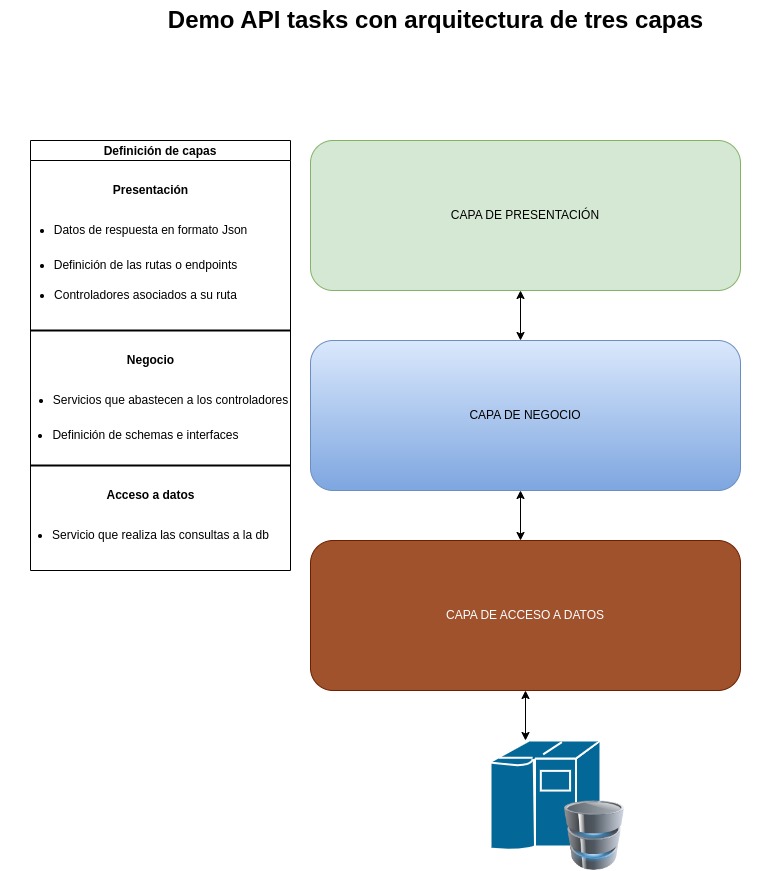 Demo API tasks con arquitectura de tres capas
Definición de capas
Presentación
Datos de respuesta en formato Json
Definición de las rutas o endpoints
Controladores asociados a su ruta
Negocio
Servicios que abastecen a los controladores
Definición de schemas e interfaces
Acceso a datos
Servicio que realiza las consultas a la db
CAPA DE PRESENTACIÓN
CAPA DE NEGOCIO
CAPA DE ACCESO A DATOS